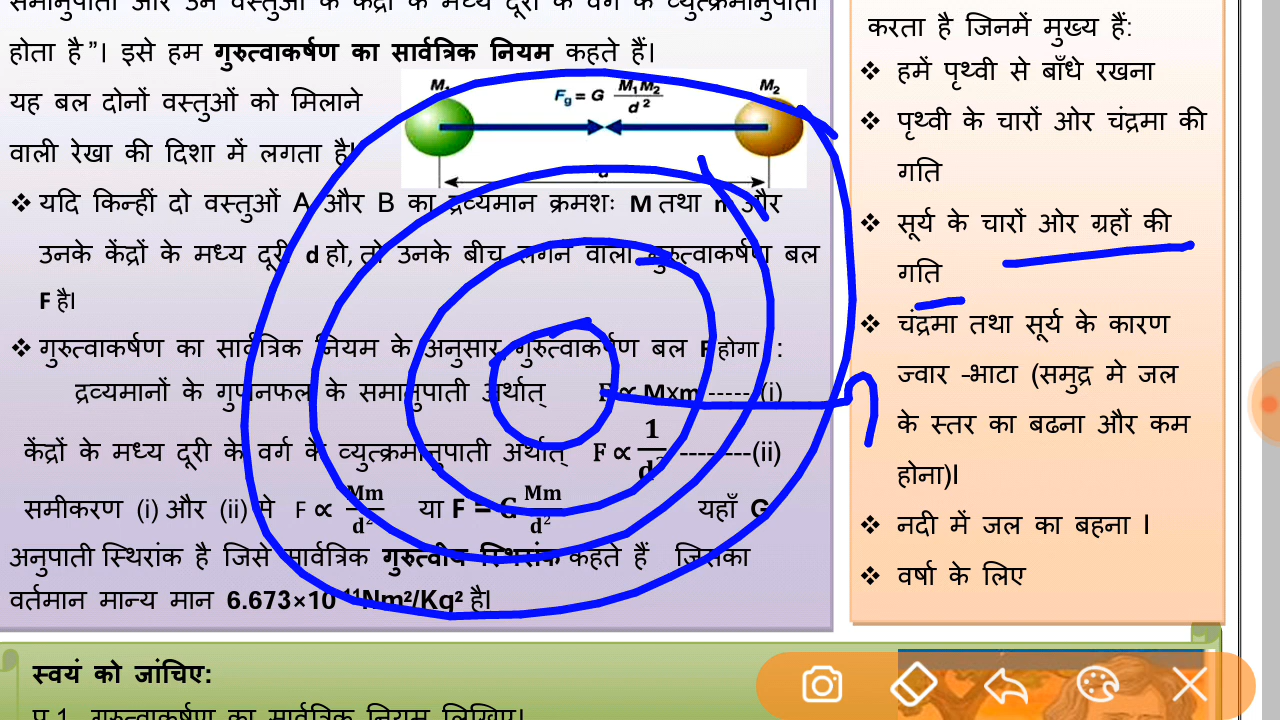 समानुपाती और उन वस्तुओं के केंद्रों के मध्य दूरी के वर्ग के व्युत्क्रमानुपाती
होता है"। इसे हम गुरुत्वाकर्षण का सार्वत्रिक नियम कहते हैं।
यह बल दोनों वस्तुओं को मिलाने
वाली रेखा की दिशा में लगता है।
M₁
Fg = G M₁M₂/d²
M₂
d
❖ यदि किन्हीं दो वस्तुओं A और B का द्रव्यमान क्रमशः M तथा m और
उनके केंद्रों के मध्य दूरी d हो, तो उनके बीच लगने वाला गुरुत्वाकर्षण बल
F है।
❖ गुरुत्वाकर्षण का सार्वत्रिक नियम के अनुसार, गुरुत्वाकर्षण बल F होगा :
द्रव्यमानों के गुणनफल के समानुपाती अर्थात् F ∝ M×m ------(i)
केंद्रों के मध्य दूरी के वर्ग के व्युत्क्रमानुपाती अर्थात् F ∝ 1/d² --------(ii)
समीकरण (i) और (ii) से F ∝ Mm/d² या F = G Mm/d² यहाँ G
अनुपाती स्थिरांक है जिसे सार्वत्रिक गुरुत्वीय स्थिरांक कहते हैं जिसका
वर्तमान मान्य मान 6.673×10⁻¹¹Nm²/Kg² है।
करता है जिनमें मुख्य हैं:
❖ हमें पृथ्वी से बाँधे रखना
❖ पृथ्वी के चारों ओर चंद्रमा की
गति
❖ सूर्य के चारों ओर ग्रहों की
गति
❖ चंद्रमा तथा सूर्य के कारण
ज्वार -भाटा (समुद्र मे जल
के स्तर का बढना और कम
होना)।
❖ नदी में जल का बहना ।
❖ वर्षा के लिए
स्वयं को जांचिए:
प्र.1 गुरुत्वाकर्षण का सार्वत्रिक नियम लिखिए।